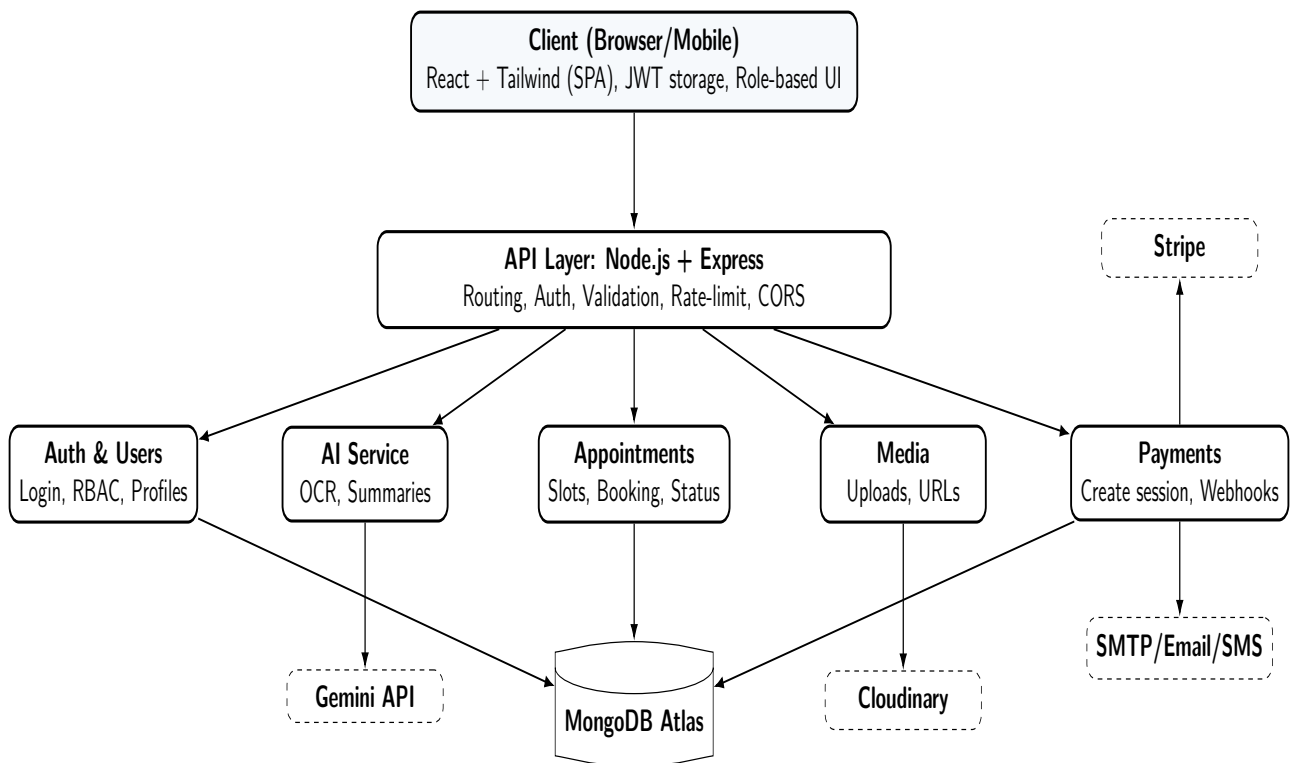 Client (Browser/Mobile)
React + Tailwind (SPA), JWT storage, Role-based UI
API Layer: Node.js + Express
Routing, Auth, Validation, Rate-limit, CORS
Stripe
Auth & Users
Login, RBAC, Profiles
AI Service
OCR, Summaries
Appointments
Slots, Booking, Status
Media
Uploads, URLs
Payments
Create session, Webhooks
SMTP/Email/SMS
Gemini API
MongoDB Atlas
Cloudinary